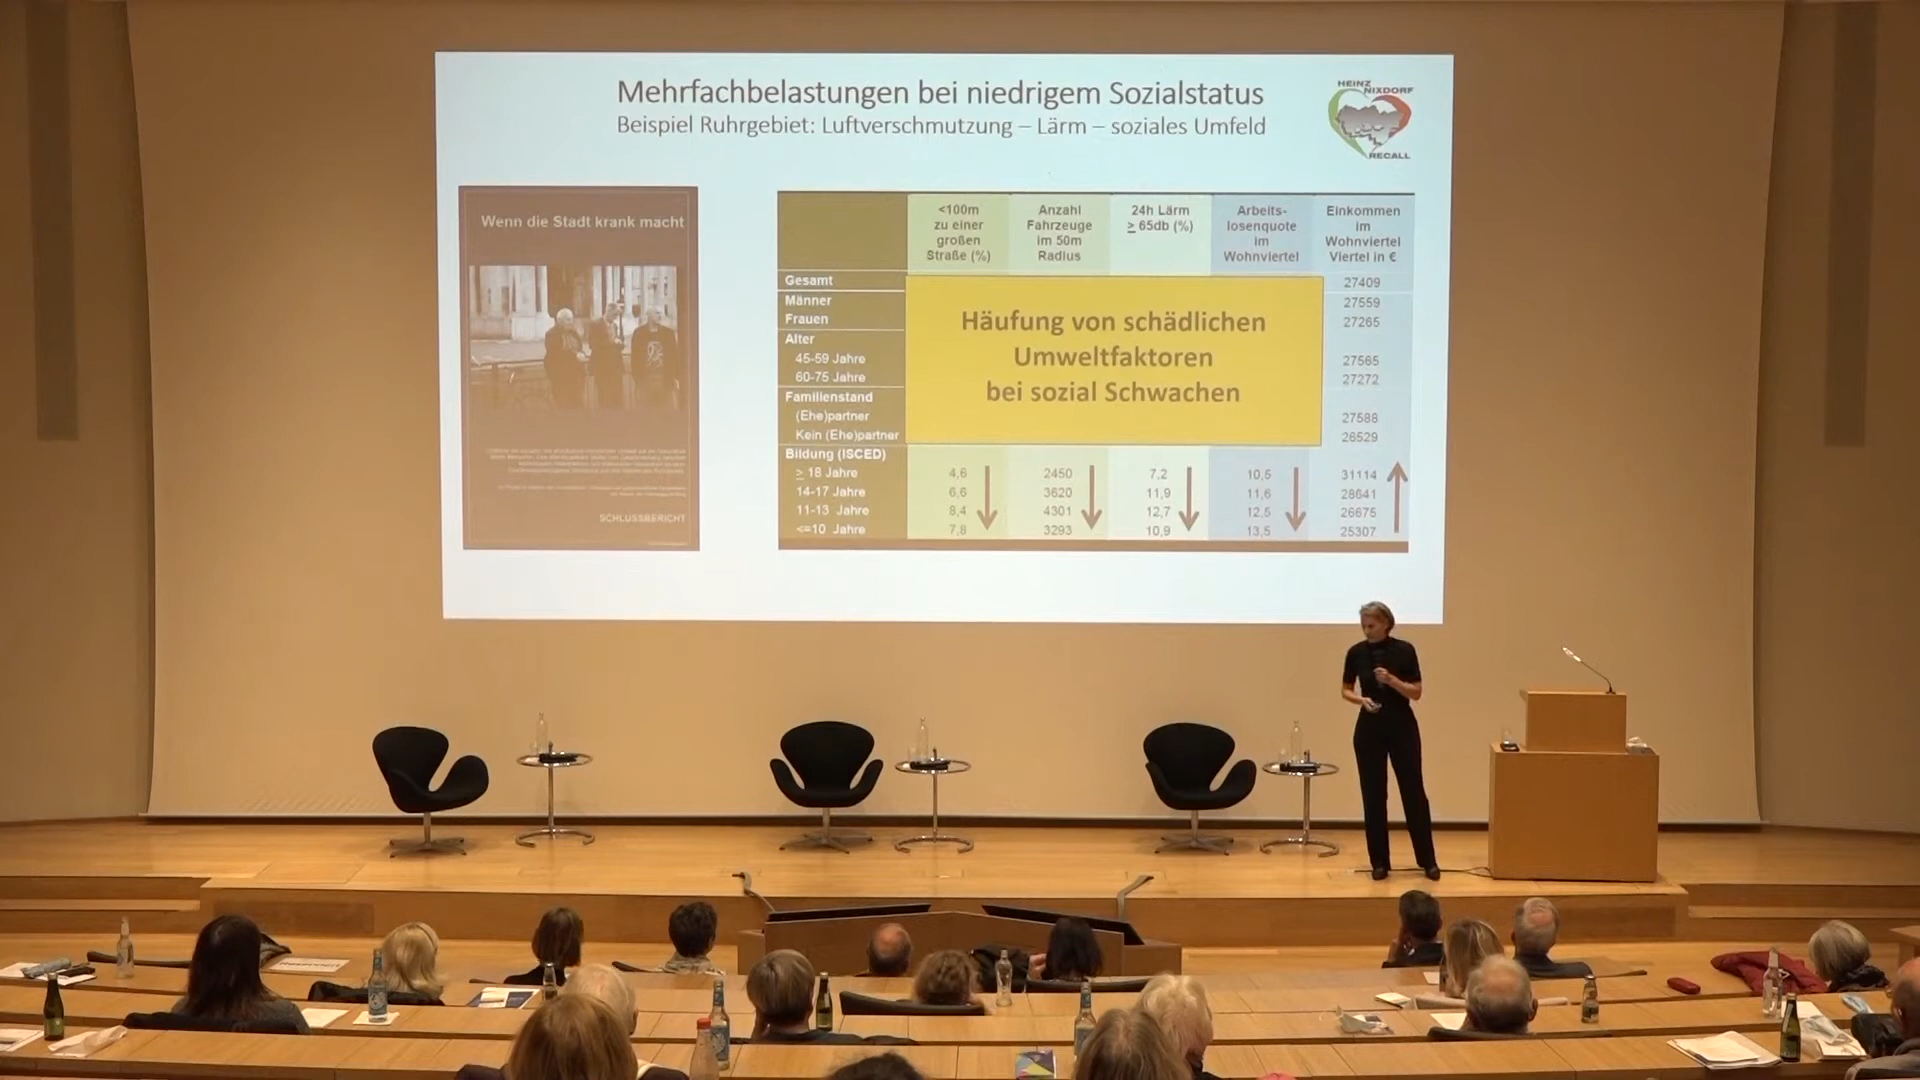 Mehrfachbelastungen bei niedrigem Sozialstatus
Beispiel Ruhrgebiet: Luftverschmutzung – Lärm – soziales Umfeld
HEINZ
NIXDORF
RECALL
Wenn die Stadt krank macht
SCHLUSSBERICHT
<100m
zu einer
großen
Straße (%)
Anzahl
Fahrzeuge
im 50m
Radius
24h Lärm
≥ 65db (%)
Arbeits-
losenquote
im
Wohnviertel
Einkommen
im
Wohnviertel
Viertel in €
Gesamt 27409
Männer 27559
Frauen 27265
Alter
45-59 Jahre 27565
60-75 Jahre 27272
Familienstand
(Ehe)partner 27588
Kein (Ehe)partner 26529
Häufung von schädlichen
Umweltfaktoren
bei sozial Schwachen
Bildung (ISCED)
≥ 18 Jahre 4,6 2450 7,2 10,5 31114
14-17 Jahre 6,6 3620 11,9 11,6 28641
11-13 Jahre 8,4 4301 12,7 12,5 26675
<=10 Jahre 7,8 3293 10,9 13,5 25307